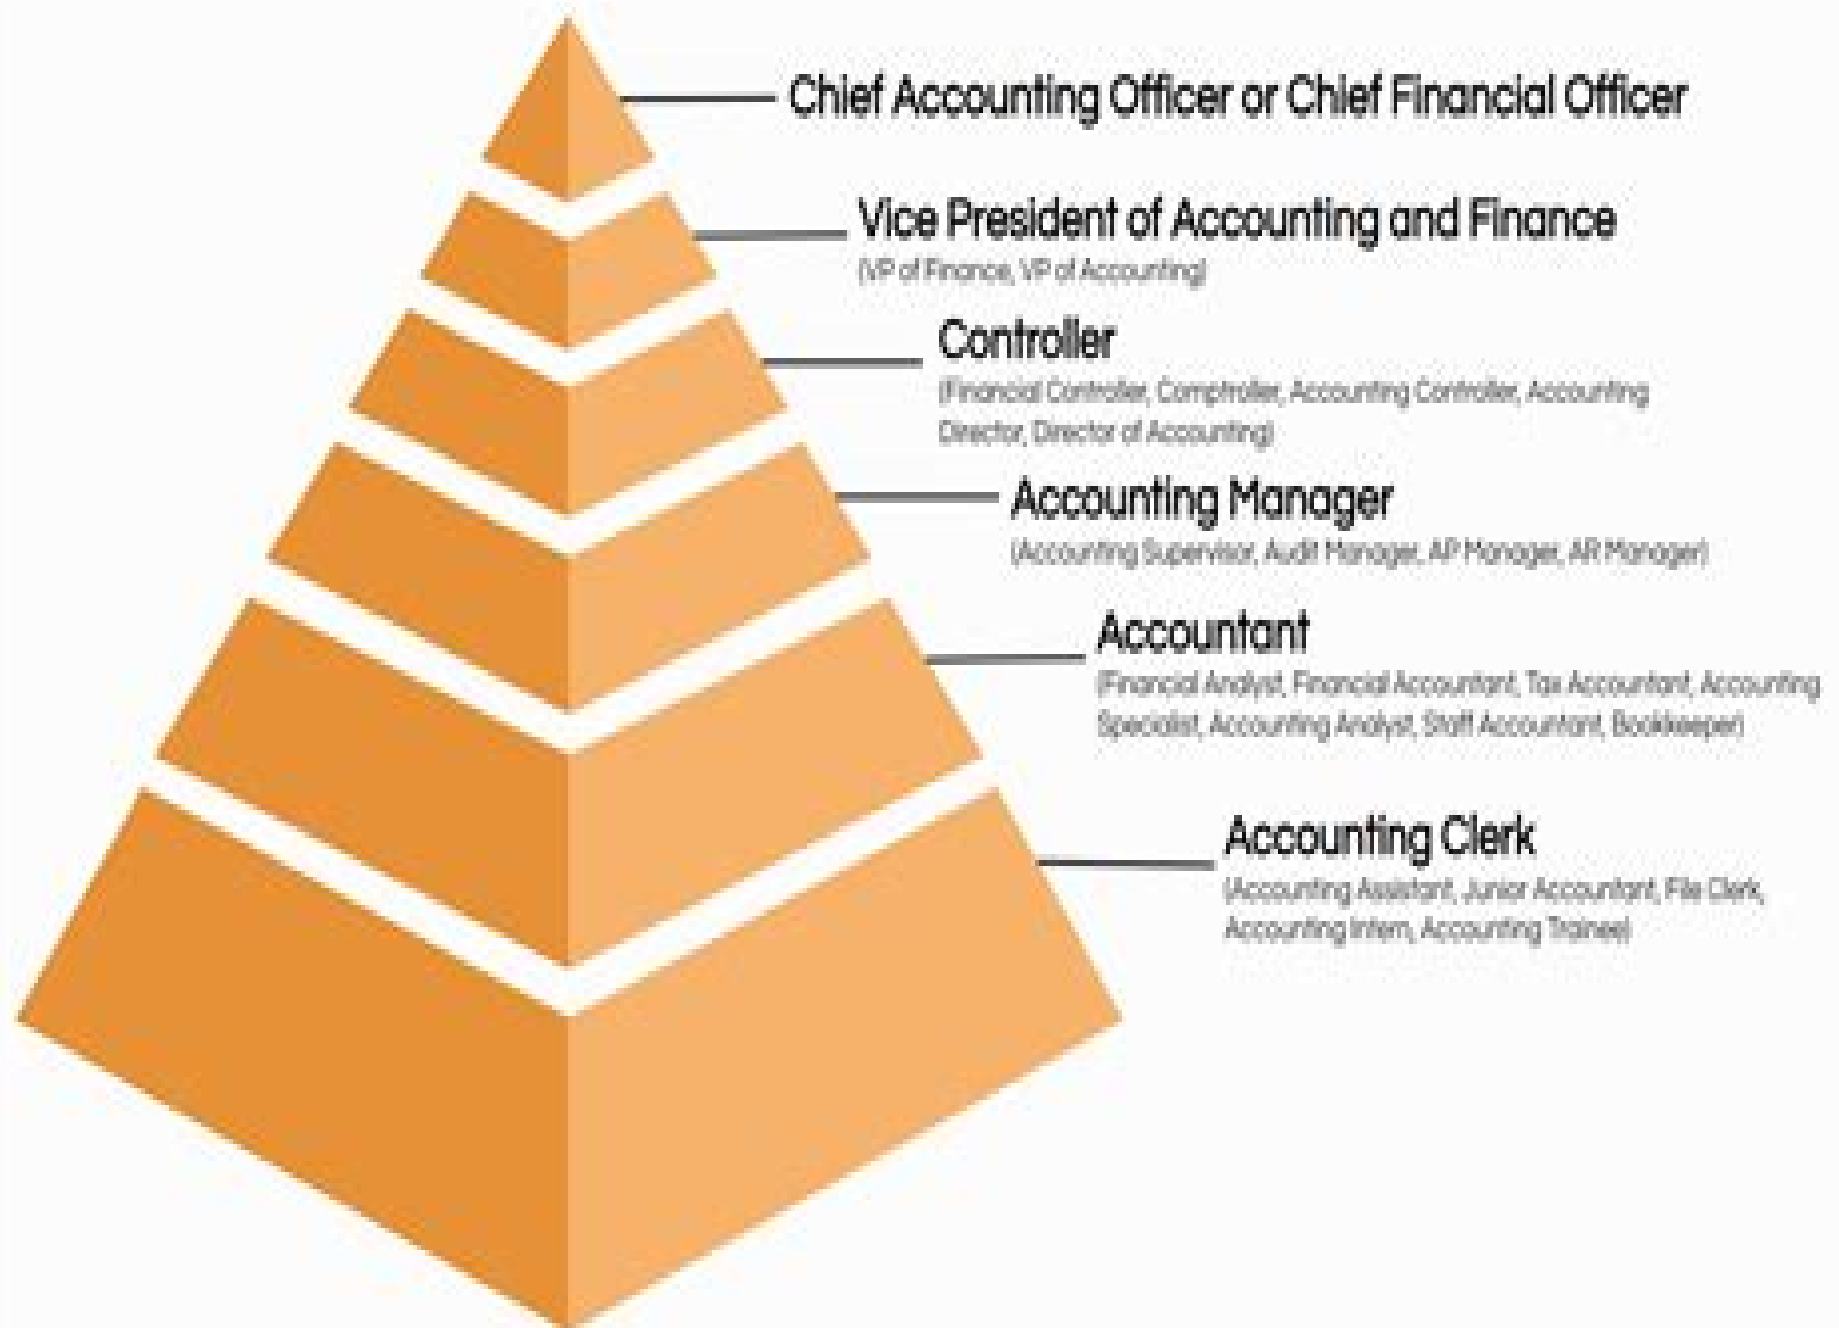 Chief Accounting Officer or Chief Financial Officer
Vice President of Accounting and Finance
(VP of Finance, VP of Accounting)
Controller
(Financial Controller, Comptroller, Accounting Controller, Accounting
Director, Director of Accounting)
Accounting Manager
(Accounting Supervisor, Audit Manager, AP Manager, AR Manager)
Accountant
(Financial Analyst, Financial Accountant, Tax Accountant, Accounting
Specialist, Accounting Analyst, Staff Accountant, Bookkeeper)
Accounting Clerk
(Accounting Assistant, Junior Accountant, File Clerk,
Accounting Intern, Accounting Trainee)